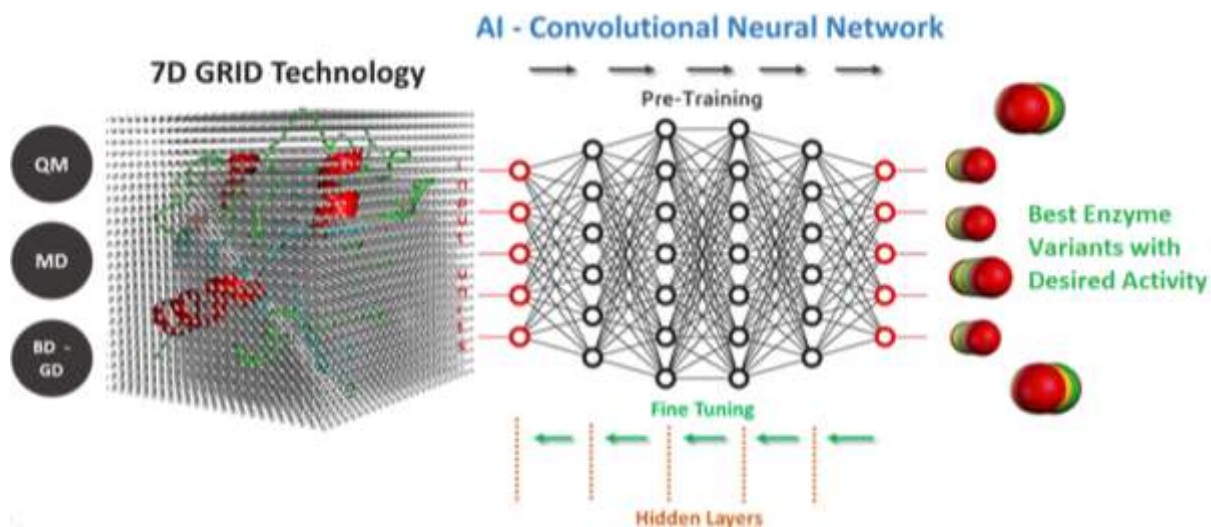 AI - Convolutional Neural Network
7D GRID Technology
Pre-Training
QM
MD
BD -
GD
Best Enzyme
Variants with
Desired Activity
Fine Tuning
Hidden Layers